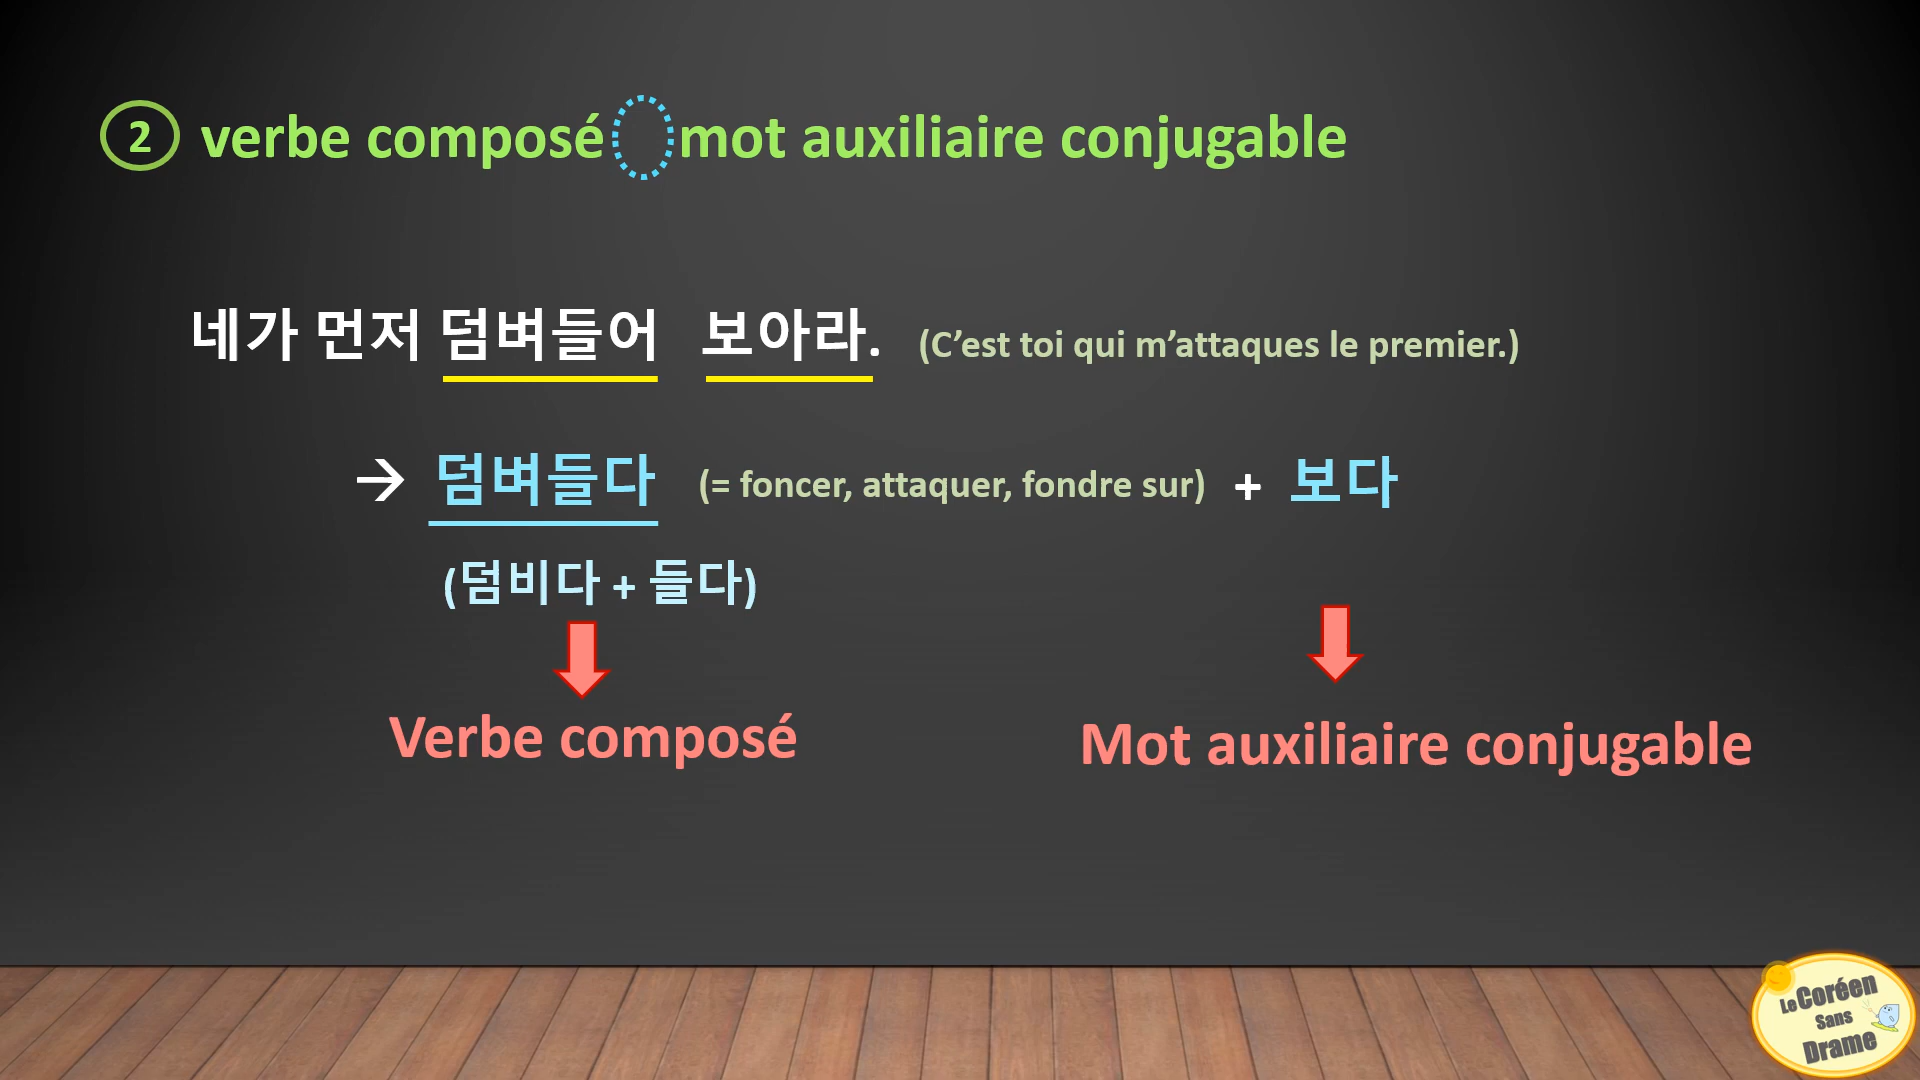 2 verbe composé mot auxiliaire conjugable
네가 먼저 덤벼들어 보아라. (C’est toi qui m’attaques le premier.)
→ 덤벼들다 (= foncer, attaquer, fondre sur) + 보다
(덤비다 + 들다)
Verbe composé Mot auxiliaire conjugable
Le Coréen
Sans
Drame